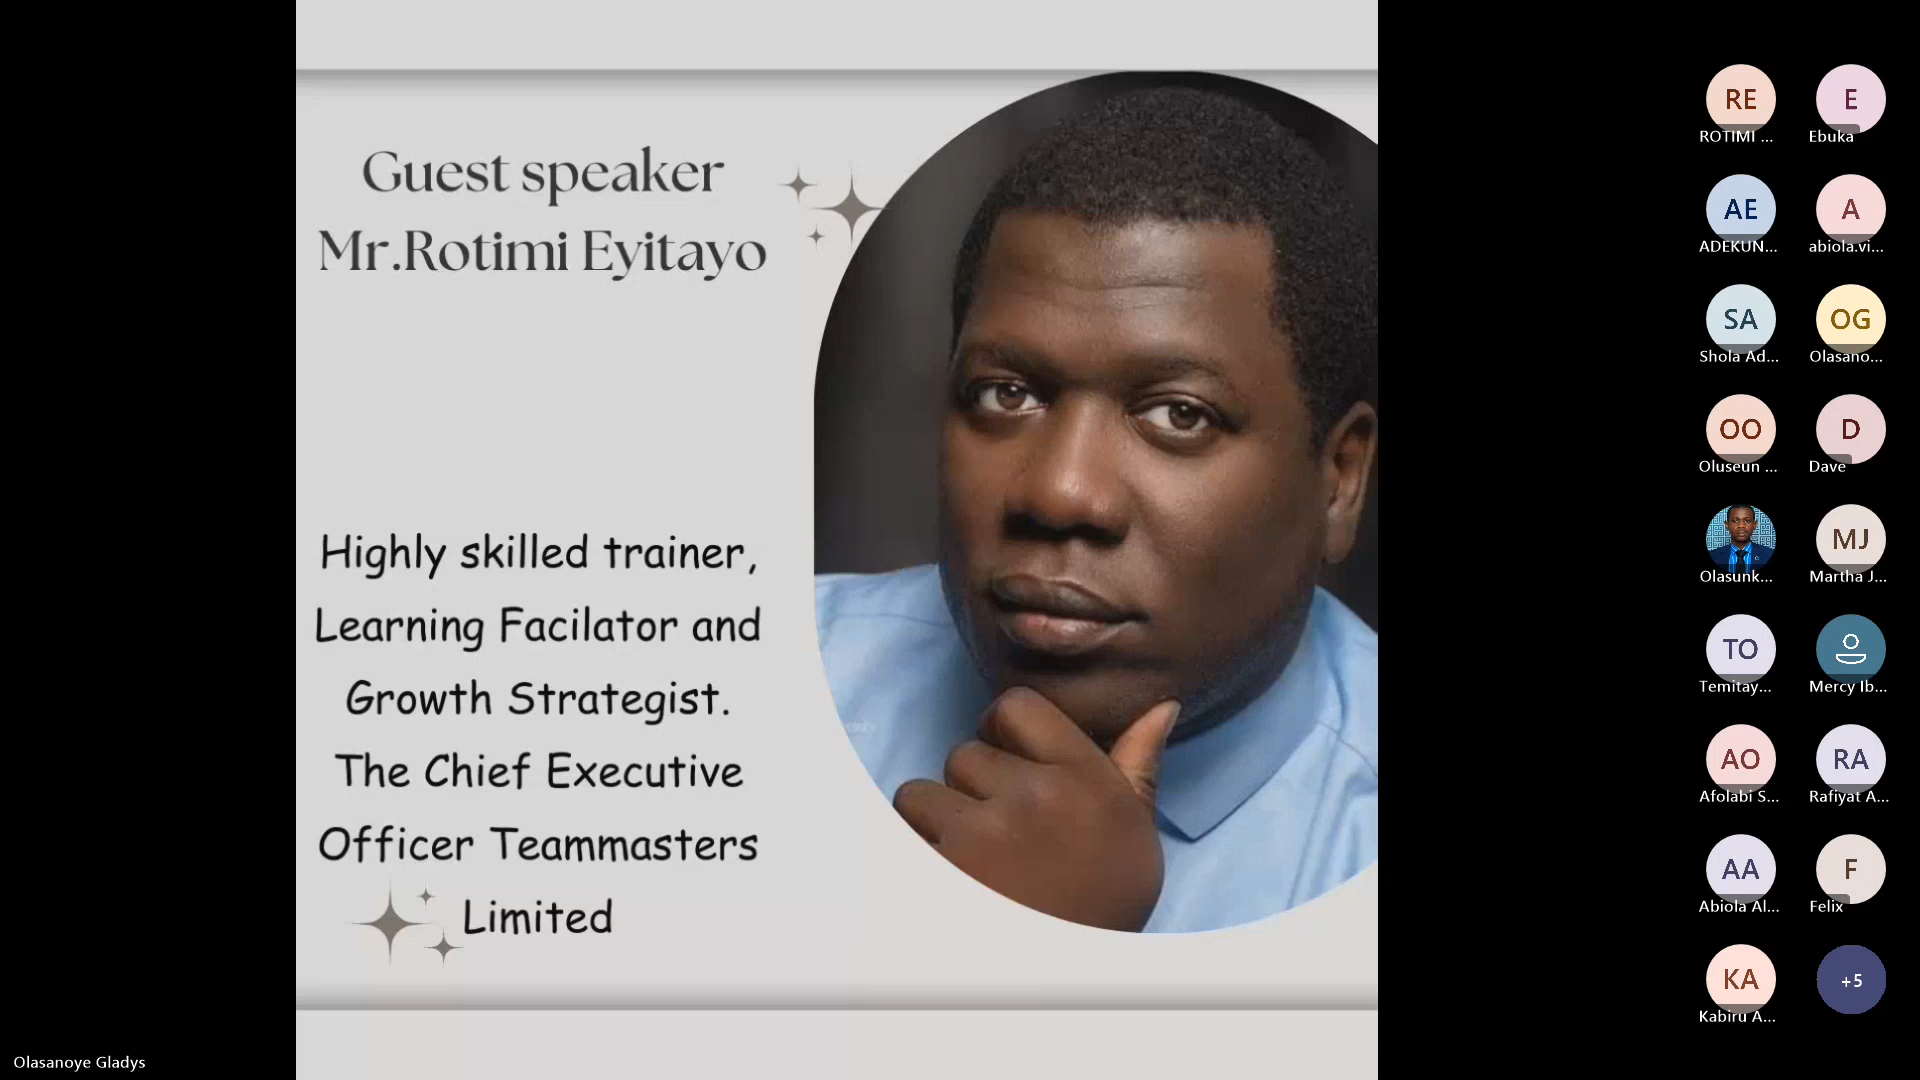 Guest speaker
Mr.Rotimi Eyitayo
Highly skilled trainer,
Learning Facilator and
Growth Strategist.
The Chief Executive
Officer Teammasters
Limited
RE
ROTIMI ...
E
Ebuka
AE
ADEKUN...
A
abiola.vi...
SA
Shola Ad...
OG
Olasano...
OO
Oluseun ...
D
Dave
Olasunk...
MJ
Martha J...
TO
Temitay...
Mercy Ib...
AO
Afolabi S...
RA
Rafiyat A...
AA
Abiola Al...
F
Felix
KA
Kabiru A...
+5
Olasanoye Gladys